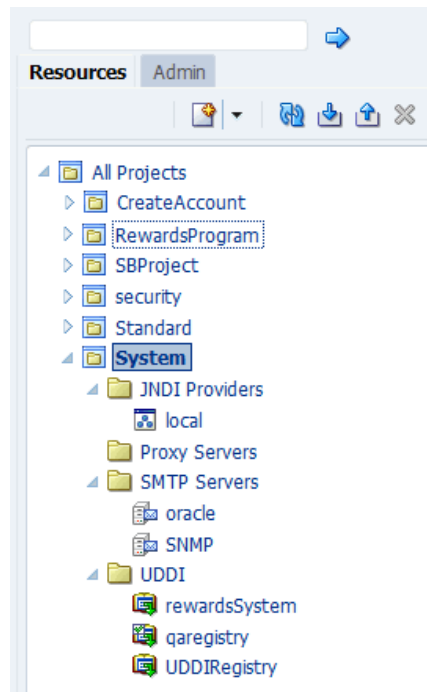 Resources Admin
All Projects
CreateAccount
RewardsProgram
SBProject
security
Standard
System
JNDI Providers
local
Proxy Servers
SMTP Servers
oracle
SNMP
UDDI
rewardsSystem
qaregistry
UDDIRegistry